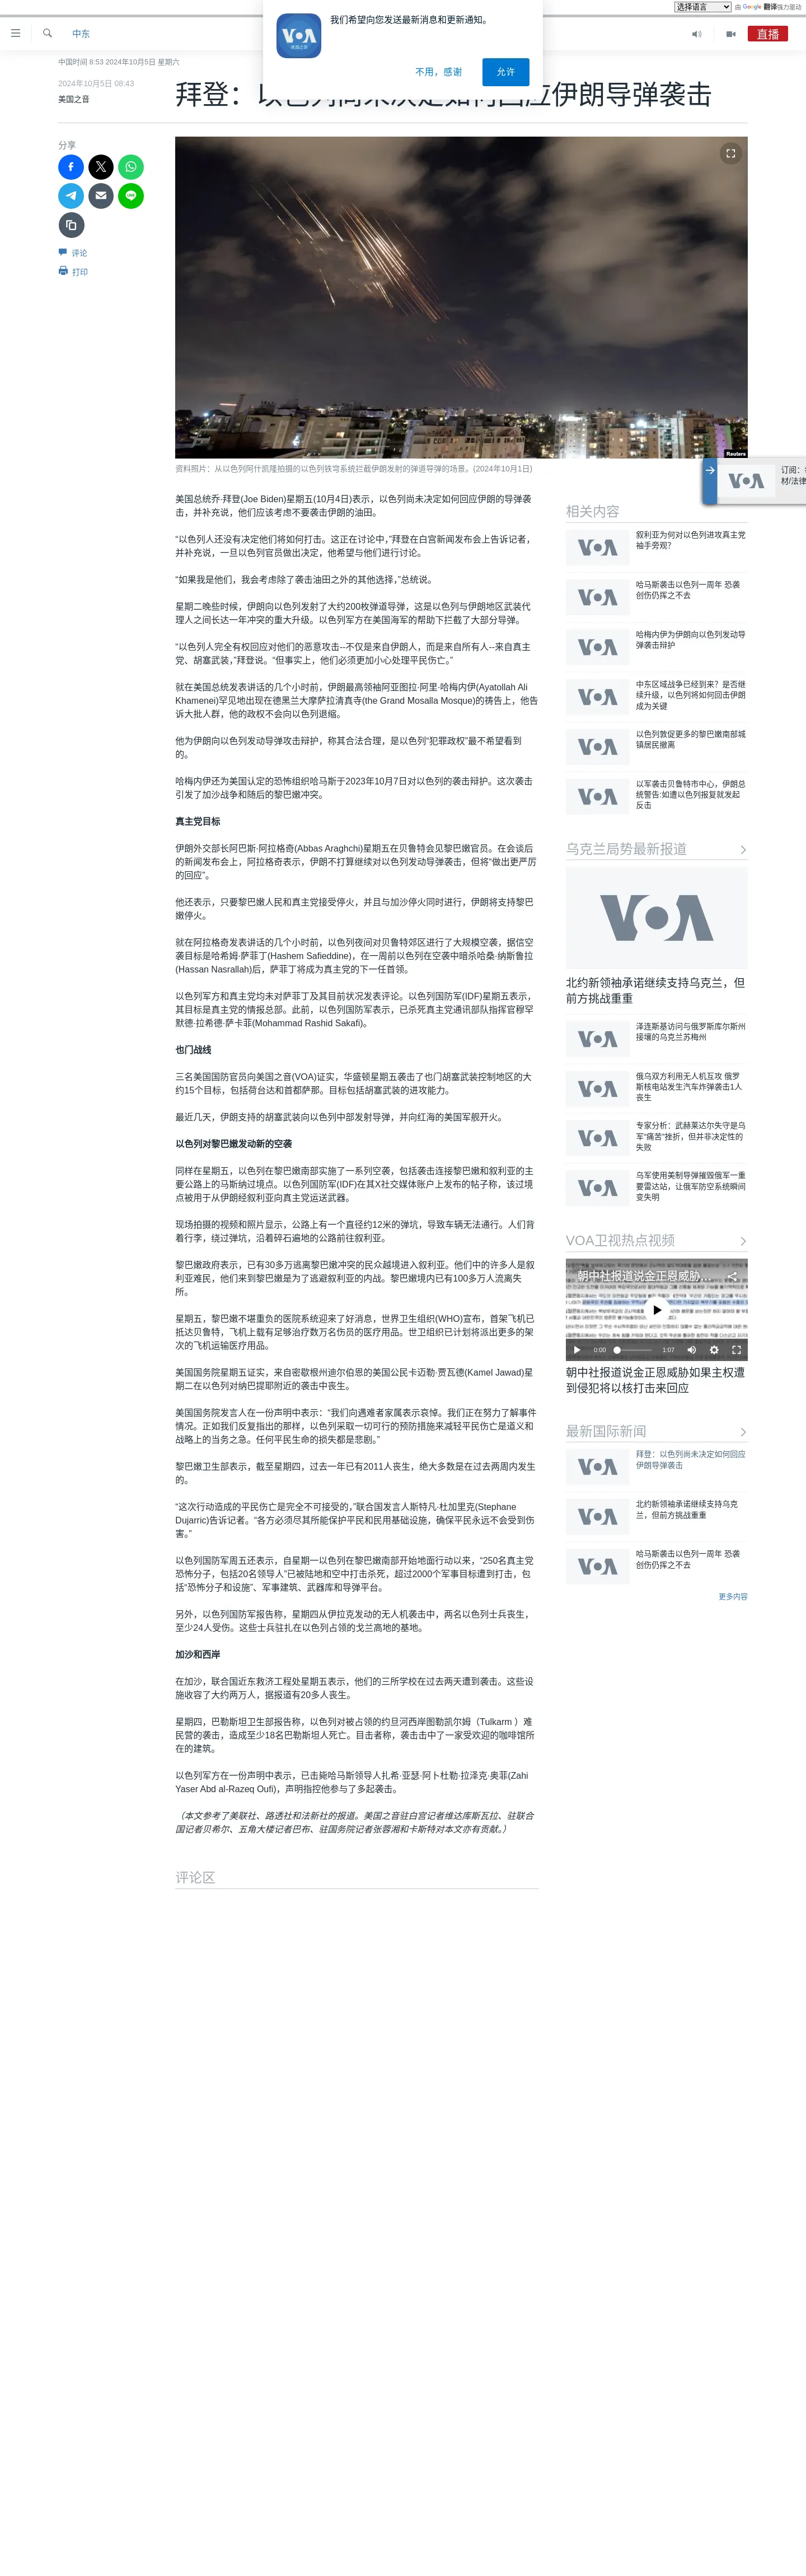 选择语言 由 Google 翻译强力驱动
我们希望向您发送最新消息和更新通知。
VOA
美国之音
不用，感谢
允许
中东
直播
中国时间 8:53 2024年10月5日 星期六
2024年10月5日 08:43
美国之音
拜登：以色列尚未决定如何回应伊朗导弹袭击
分享
评论
打印
Reuters
资料照片：从以色列阿什凯隆拍摄的以色列铁穹系统拦截伊朗发射的弹道导弹的场景。(2024年10月1日)
美国总统乔·拜登(Joe Biden)星期五(10月4日)表示，以色列尚未决定如何回应伊朗的导弹袭
击，并补充说，他们应该考虑不要袭击伊朗的油田。
“以色列人还没有决定他们将如何打击。这正在讨论中，”拜登在白宫新闻发布会上告诉记者，
并补充说，一旦以色列官员做出决定，他希望与他们进行讨论。
“如果我是他们，我会考虑除了袭击油田之外的其他选择，”总统说。
星期二晚些时候，伊朗向以色列发射了大约200枚弹道导弹，这是以色列与伊朗地区武装代
理人之间长达一年冲突的重大升级。以色列军方在美国海军的帮助下拦截了大部分导弹。
“以色列人完全有权回应对他们的恶意攻击--不仅是来自伊朗人，而是来自所有人--来自真主
党、胡塞武装，”拜登说。“但事实上，他们必须更加小心处理平民伤亡。”
就在美国总统发表讲话的几个小时前，伊朗最高领袖阿亚图拉·阿里·哈梅内伊(Ayatollah Ali
Khamenei)罕见地出现在德黑兰大摩萨拉清真寺(the Grand Mosalla Mosque)的祷告上，他告
诉大批人群，他的政权不会向以色列退缩。
他为伊朗向以色列发动导弹攻击辩护，称其合法合理，是以色列“犯罪政权”最不希望看到
的。
哈梅内伊还为美国认定的恐怖组织哈马斯于2023年10月7日对以色列的袭击辩护。这次袭击
引发了加沙战争和随后的黎巴嫩冲突。
真主党目标
伊朗外交部长阿巴斯·阿拉格奇(Abbas Araghchi)星期五在贝鲁特会见黎巴嫩官员。在会谈后
的新闻发布会上，阿拉格奇表示，伊朗不打算继续对以色列发动导弹袭击，但将“做出更严厉
的回应”。
他还表示，只要黎巴嫩人民和真主党接受停火，并且与加沙停火同时进行，伊朗将支持黎巴
嫩停火。
就在阿拉格奇发表讲话的几个小时前，以色列夜间对贝鲁特郊区进行了大规模空袭，据信空
袭目标是哈希姆·萨菲丁(Hashem Safieddine)，在一周前以色列在空袭中暗杀哈桑·纳斯鲁拉
(Hassan Nasrallah)后，萨菲丁将成为真主党的下一任首领。
以色列军方和真主党均未对萨菲丁及其目前状况发表评论。以色列国防军(IDF)星期五表示，
其目标是真主党的情报总部。此前，以色列国防军表示，已杀死真主党通讯部队指挥官穆罕
默德·拉希德·萨卡菲(Mohammad Rashid Sakafi)。
也门战线
三名美国国防官员向美国之音(VOA)证实，华盛顿星期五袭击了也门胡塞武装控制地区的大
约15个目标，包括荷台达和首都萨那。目标包括胡塞武装的进攻能力。
最近几天，伊朗支持的胡塞武装向以色列中部发射导弹，并向红海的美国军舰开火。
以色列对黎巴嫩发动新的空袭
同样在星期五，以色列在黎巴嫩南部实施了一系列空袭，包括袭击连接黎巴嫩和叙利亚的主
要公路上的马斯纳过境点。以色列国防军(IDF)在其X社交媒体账户上发布的帖子称，该过境
点被用于从伊朗经叙利亚向真主党运送武器。
现场拍摄的视频和照片显示，公路上有一个直径约12米的弹坑，导致车辆无法通行。人们背
着行李，绕过弹坑，沿着碎石遍地的公路前往叙利亚。
黎巴嫩政府表示，已有30多万逃离黎巴嫩冲突的民众越境进入叙利亚。他们中的许多人是叙
利亚难民，他们来到黎巴嫩是为了逃避叙利亚的内战。黎巴嫩境内已有100多万人流离失
所。
星期五，黎巴嫩不堪重负的医院系统迎来了好消息，世界卫生组织(WHO)宣布，首架飞机已
抵达贝鲁特，飞机上载有足够治疗数万名伤员的医疗用品。世卫组织已计划将派出更多的架
次的飞机运输医疗用品。
美国国务院星期五证实，来自密歇根州迪尔伯恩的美国公民卡迈勒·贾瓦德(Kamel Jawad)星
期二在以色列对纳巴提耶附近的袭击中丧生。
美国国务院发言人在一份声明中表示：“我们向遇难者家属表示哀悼。我们正在努力了解事件
情况。正如我们反复指出的那样，以色列采取一切可行的预防措施来减轻平民伤亡是道义和
战略上的当务之急。任何平民生命的损失都是悲剧。”
黎巴嫩卫生部表示，截至星期四，过去一年已有2011人丧生，绝大多数是在过去两周内发生
的。
“这次行动造成的平民伤亡是完全不可接受的，”联合国发言人斯特凡·杜加里克(Stephane
Dujarric)告诉记者。“各方必须尽其所能保护平民和民用基础设施，确保平民永远不会受到伤
害。”
以色列国防军周五还表示，自星期一以色列在黎巴嫩南部开始地面行动以来，“250名真主党
恐怖分子，包括20名领导人”已被陆地和空中打击杀死，超过2000个军事目标遭到打击，包
括“恐怖分子和设施”、军事建筑、武器库和导弹平台。
另外，以色列国防军报告称，星期四从伊拉克发动的无人机袭击中，两名以色列士兵丧生，
至少24人受伤。这些士兵驻扎在以色列占领的戈兰高地的基地。
加沙和西岸
在加沙，联合国近东救济工程处星期五表示，他们的三所学校在过去两天遭到袭击。这些设
施收容了大约两万人，据报道有20多人丧生。
星期四，巴勒斯坦卫生部报告称，以色列对被占领的约旦河西岸图勒凯尔姆（Tulkarm ）难
民营的袭击，造成至少18名巴勒斯坦人死亡。目击者称，袭击击中了一家受欢迎的咖啡馆所
在的建筑。
以色列军方在一份声明中表示，已击毙哈马斯领导人扎希·亚瑟·阿卜杜勒·拉泽克·奥菲(Zahi
Yaser Abd al-Razeq Oufi)，声明指控他参与了多起袭击。
（本文参考了美联社、路透社和法新社的报道。美国之音驻白宫记者维达库斯瓦拉、驻联合
国记者贝希尔、五角大楼记者巴布、驻国务院记者张蓉湘和卡斯特对本文亦有贡献。）
评论区
VOA
订阅：
材/法律
相关内容
VOA
叙利亚为何对以色列进攻真主党
袖手旁观？
VOA
哈马斯袭击以色列一周年 恐袭
创伤仍挥之不去
VOA
哈梅内伊为伊朗向以色列发动导
弹袭击辩护
VOA
中东区域战争已经到来？是否继
续升级，以色列将如何回击伊朗
成为关键
VOA
以色列敦促更多的黎巴嫩南部城
镇居民撤离
VOA
以军袭击贝鲁特市中心，伊朗总
统警告:如遭以色列报复就发起
反击
乌克兰局势最新报道
VOA
北约新领袖承诺继续支持乌克兰，但
前方挑战重重
VOA
泽连斯基访问与俄罗斯库尔斯州
接壤的乌克兰苏梅州
VOA
俄乌双方利用无人机互攻 俄罗
斯核电站发生汽车炸弹袭击1人
丧生
VOA
专家分析：武赫莱达尔失守是乌
军“痛苦”挫折，但并非决定性的
失败
VOA
乌军使用美制导弹摧毁俄军一重
要雷达站，让俄军防空系统瞬间
变失明
VOA卫视热点视频
朝中社报道说金正恩威胁...
0:00
1:07
朝中社报道说金正恩威胁如果主权遭
到侵犯将以核打击来回应
最新国际新闻
VOA
拜登：以色列尚未决定如何回应
伊朗导弹袭击
VOA
北约新领袖承诺继续支持乌克
兰，但前方挑战重重
VOA
哈马斯袭击以色列一周年 恐袭
创伤仍挥之不去
更多内容